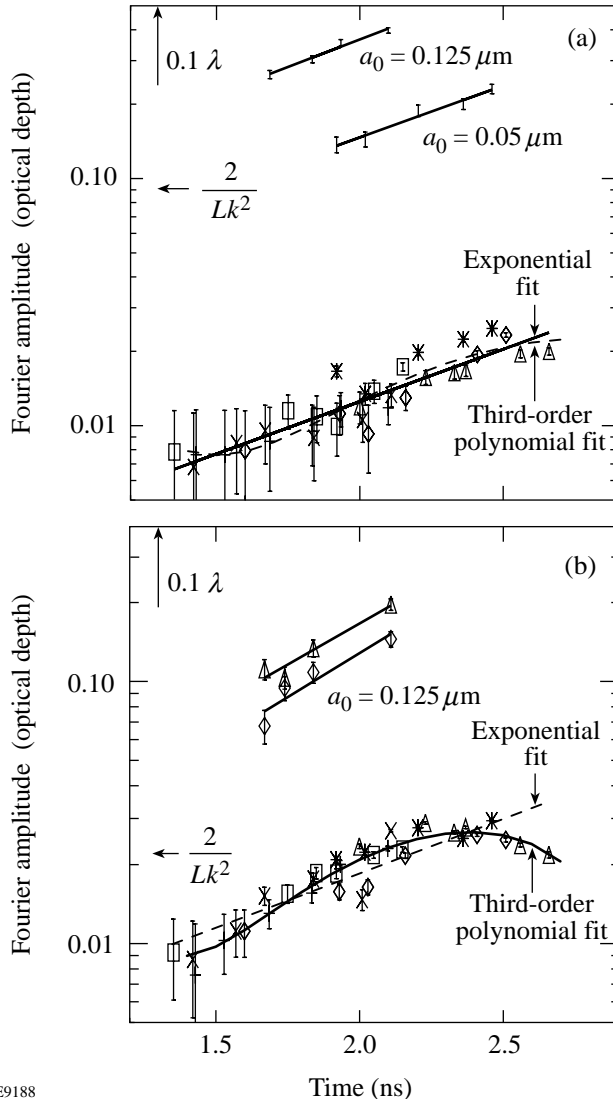 (a)
0.1 λ
a0 = 0.125 μm
a0 = 0.05 μm
0.10
2
Lk2
Exponential
fit
0.01
Third-order
polynomial fit
Fourier amplitude (optical depth)
(b)
0.1 λ
0.10
a0 = 0.125 μm
Exponential
fit
2
Lk2
0.01
Third-order
polynomial fit
Fourier amplitude (optical depth)
1.5 2.0 2.5
Time (ns)
E9188